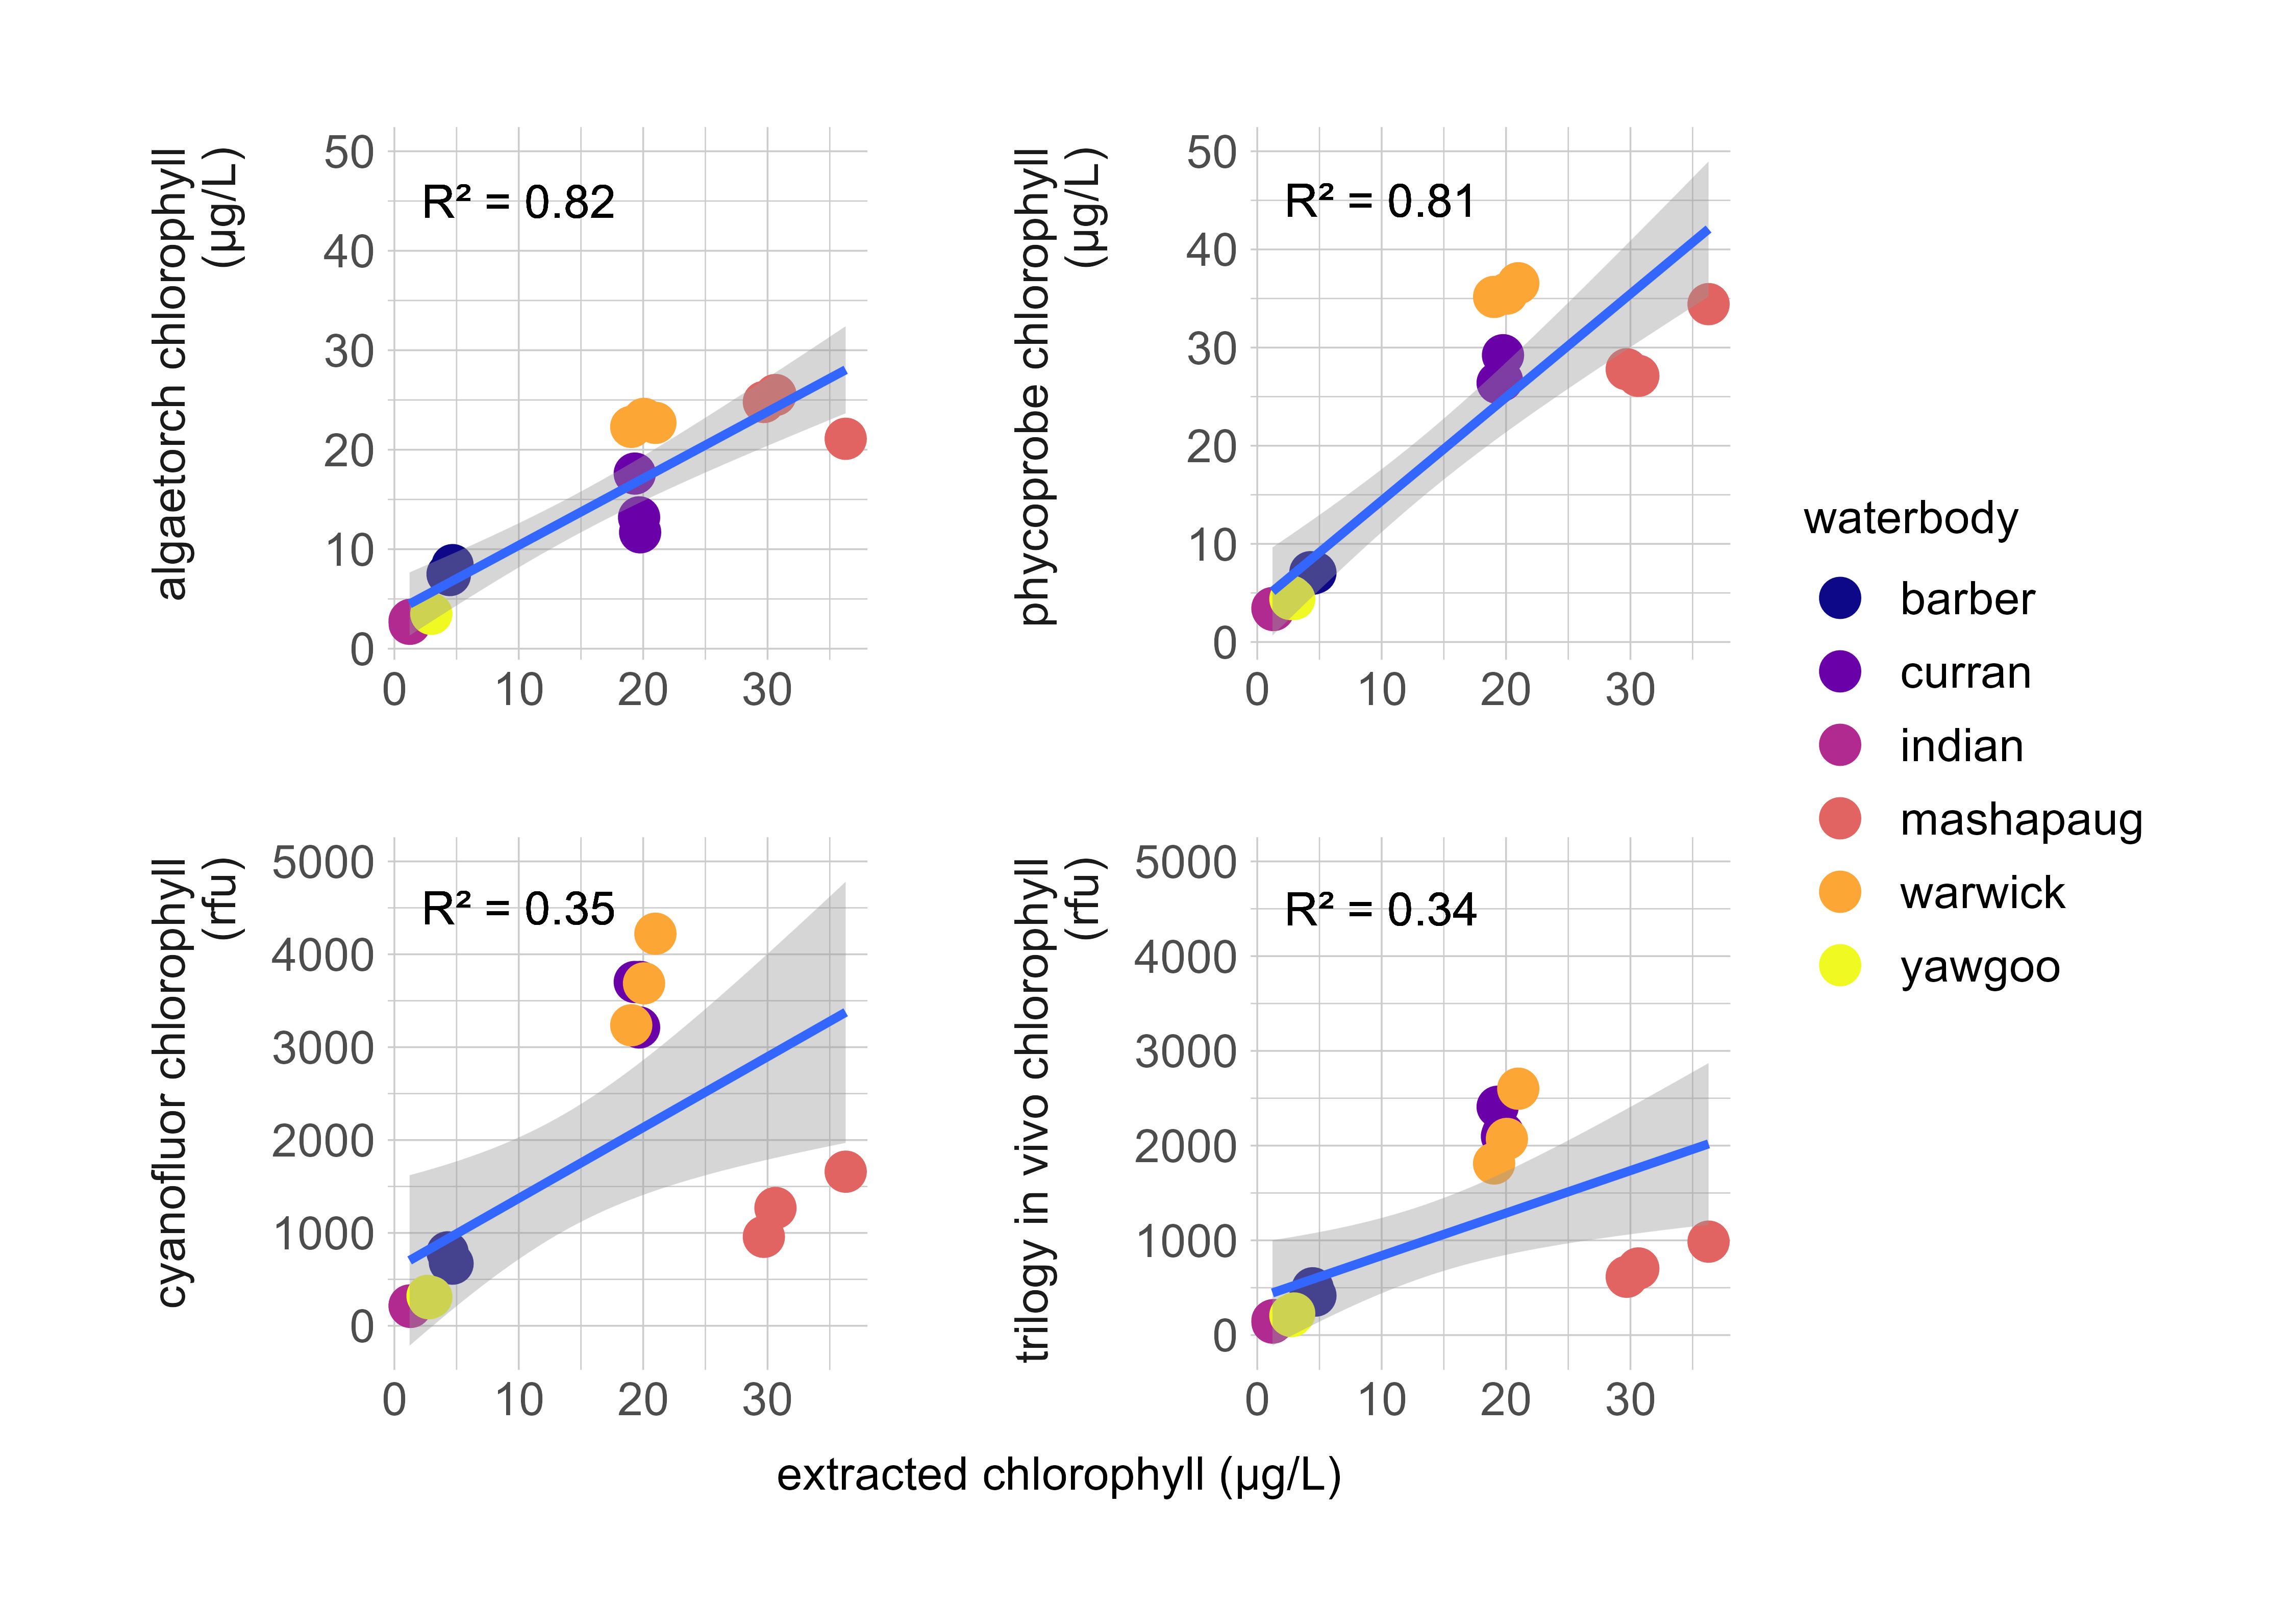 algaetorch chlorophyll
(µg/L)
50
40
30
20
10
0
R² = 0.82
0 10 20 30
phycoprobe chlorophyll
(µg/L)
50
40
30
20
10
0
R² = 0.81
0 10 20 30
cyanofluor chlorophyll
(rfu)
5000
4000
3000
2000
1000
0
R² = 0.35
0 10 20 30
trilogy in vivo chlorophyll
(rfu)
5000
4000
3000
2000
1000
0
R² = 0.34
0 10 20 30
extracted chlorophyll (µg/L)
waterbody
barber
curran
indian
mashapaug
warwick
yawgoo